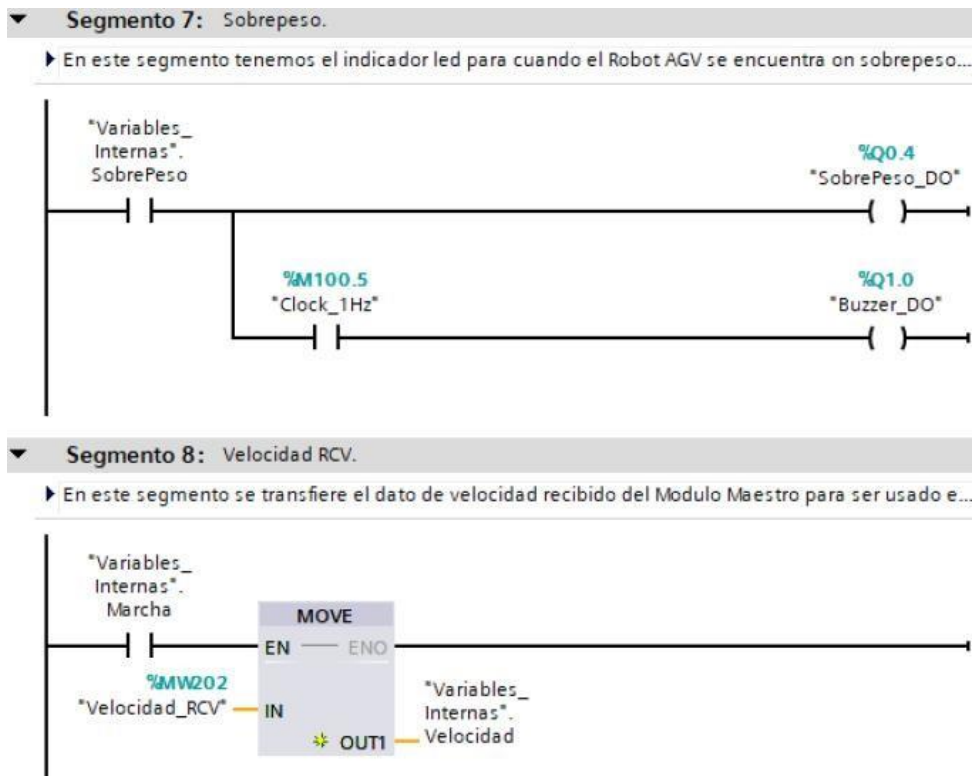 Segmento 7: Sobrepeso.
En este segmento tenemos el indicador led para cuando el Robot AGV se encuentra on sobrepeso...
"Variables_
Internas".
SobrePeso
%Q0.4
"SobrePeso_DO"
%M100.5
"Clock_1Hz"
%Q1.0
"Buzzer_DO"
Segmento 8: Velocidad RCV.
En este segmento se transfiere el dato de velocidad recibido del Modulo Maestro para ser usado e...
"Variables_
Internas".
Marcha
MOVE
EN ENO
%MW202
"Velocidad_RCV" IN
OUT1
"Variables_
Internas".
Velocidad